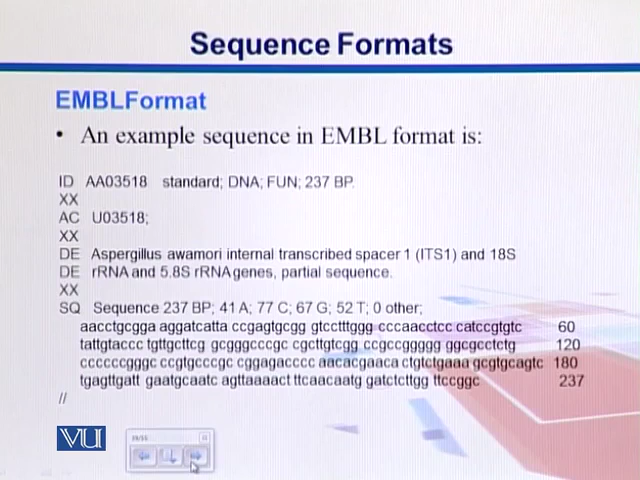 Sequence Formats
EMBLFormat
• An example sequence in EMBL format is:
ID AA03518 standard; DNA; FUN; 237 BP.
XX
AC U03518;
XX
DE Aspergillus awamori internal transcribed spacer 1 (ITS1) and 18S
DE rRNA and 5.8S rRNA genes, partial sequence.
XX
SQ Sequence 237 BP; 41 A; 77 C; 67 G; 52 T; 0 other;
aacctgcgga aggatcatta ccgagtgcgg gtcctttggg cccaacctcc catccgtgtc 60
tattgtaccc tgttgcttcg gcgggcccgc cgcttgtcgg ccgccggggg ggcgcctctg 120
ccccccgggc ccgtgcccgc cggagacccc aacacgaaca ctgtctgaaa gcgtgcagtc 180
tgagttgatt gaatgcaatc agttaaaact ttcaacaatg gatctcttgg ttccggc 237
//
VU